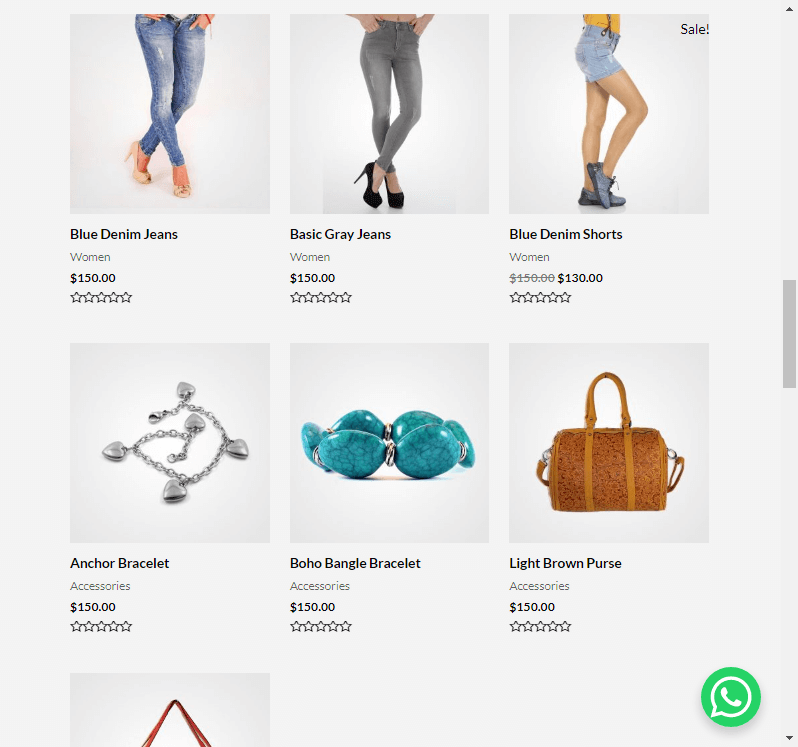 Sale!
Blue Denim Jeans
Women
$150.00
Basic Gray Jeans
Women
$150.00
Blue Denim Shorts
Women
$150.00 $130.00
Anchor Bracelet
Accessories
$150.00
Boho Bangle Bracelet
Accessories
$150.00
Light Brown Purse
Accessories
$150.00